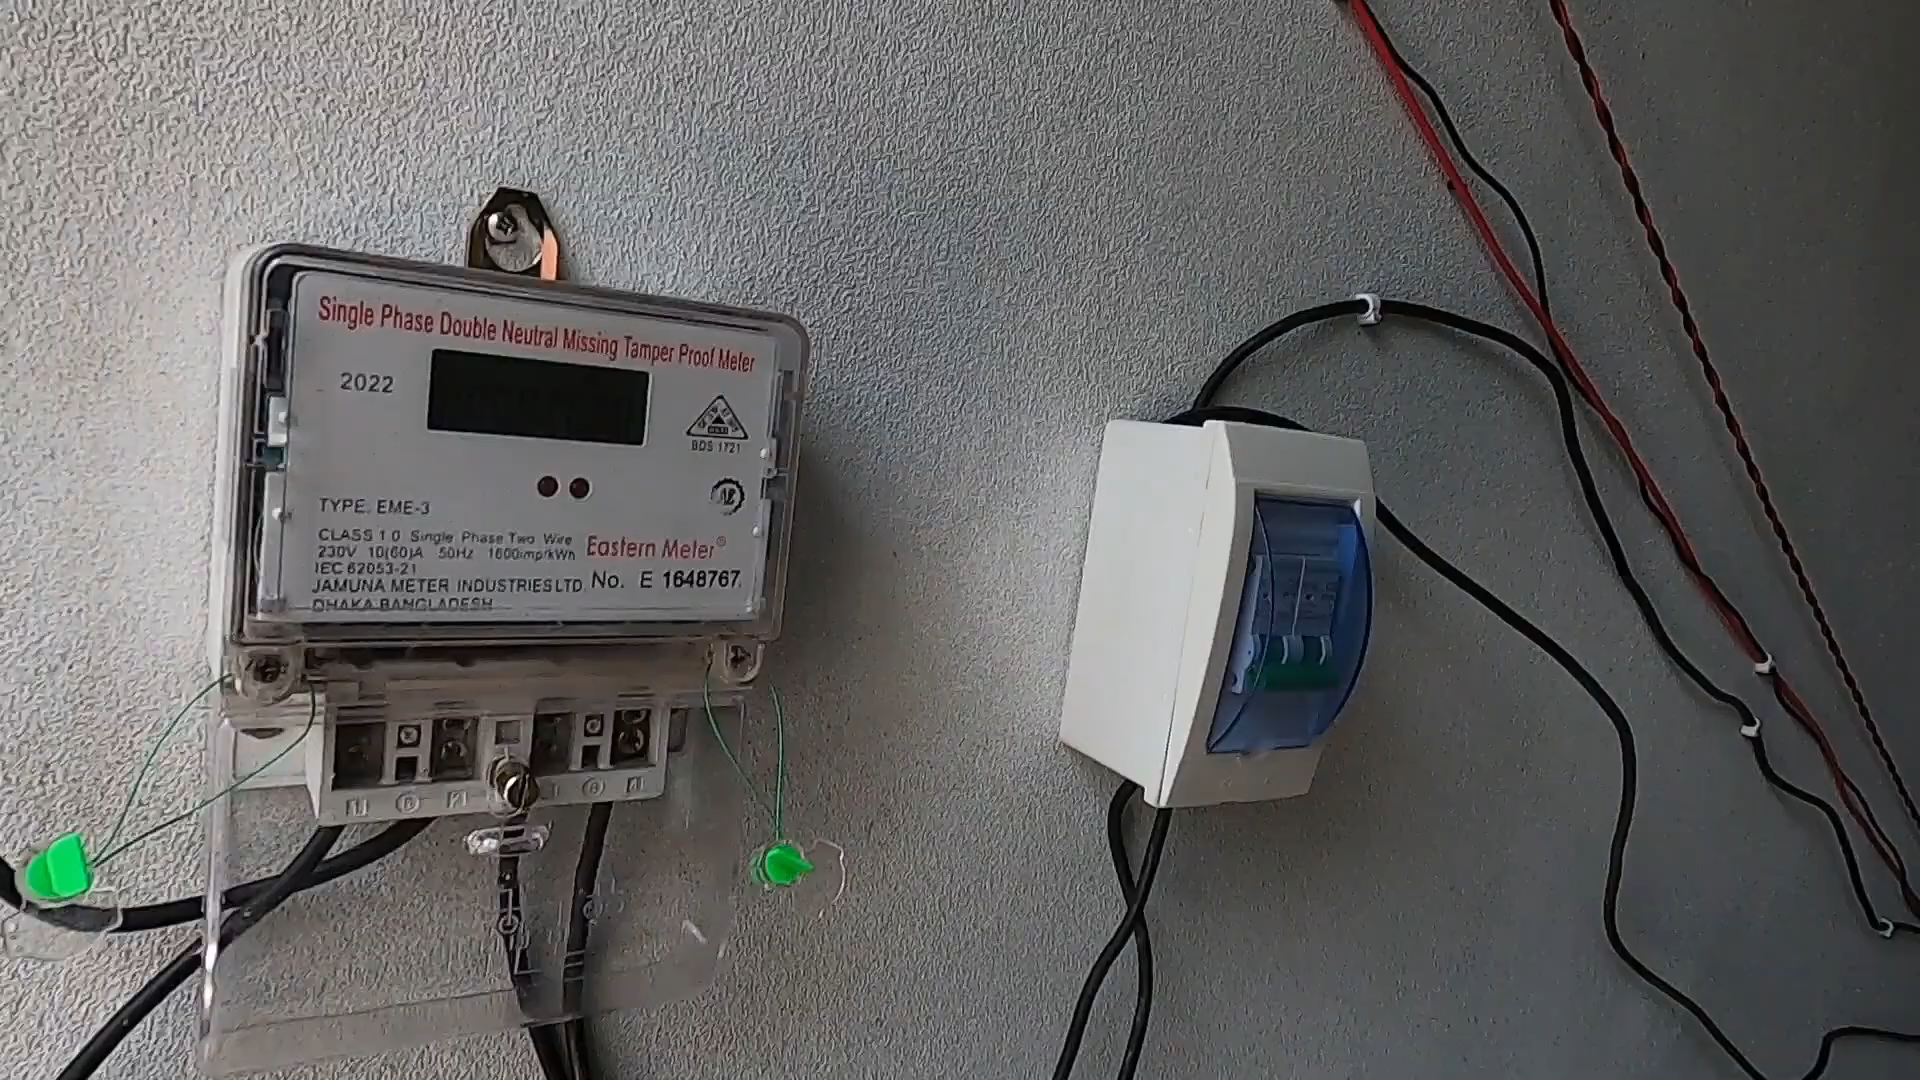 Single Phase Double Neutral Missing Tamper Proof Meter
2022
BDS 1721
TYPE. EME-3
CLASS 1.0 Single Phase Two Wire
230V 10(60)A 50Hz 1600imp/kWh
IEC 62053-21
JAMUNA METER INDUSTRIES LTD
DHAKA-BANGLADESH
Eastern Meter®
No. E 1648767